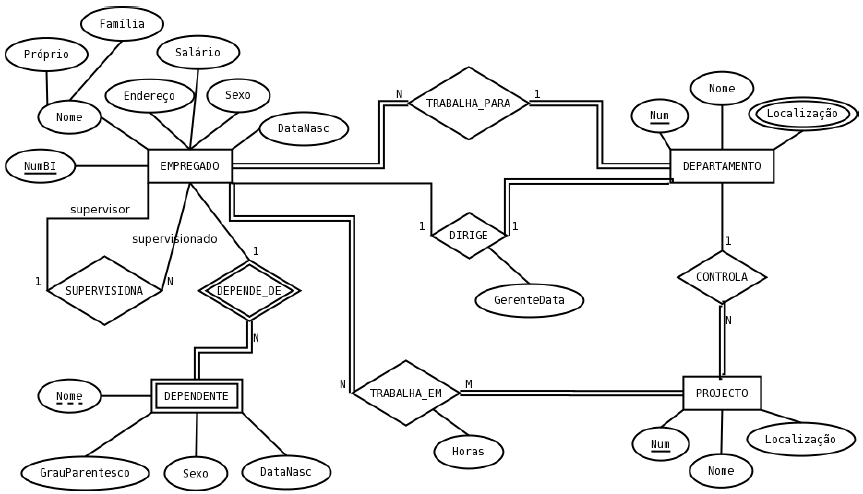 Família
Próprio
Salário
Endereço
Sexo
Nome
DataNasc
NumBI
EMPREGADO
N
TRABALHA_PARA
1
Nome
Num
Localização
DEPARTAMENTO
supervisor
supervisionado
1
SUPERVISIONA
N
1
DEPENDE_DE
N
1
DIRIGE
1
GerenteData
1
CONTROLA
N
Nome
DEPENDENTE
GrauParentesco
Sexo
DataNasc
N
TRABALHA_EM
M
Horas
PROJECTO
Num
Nome
Localização